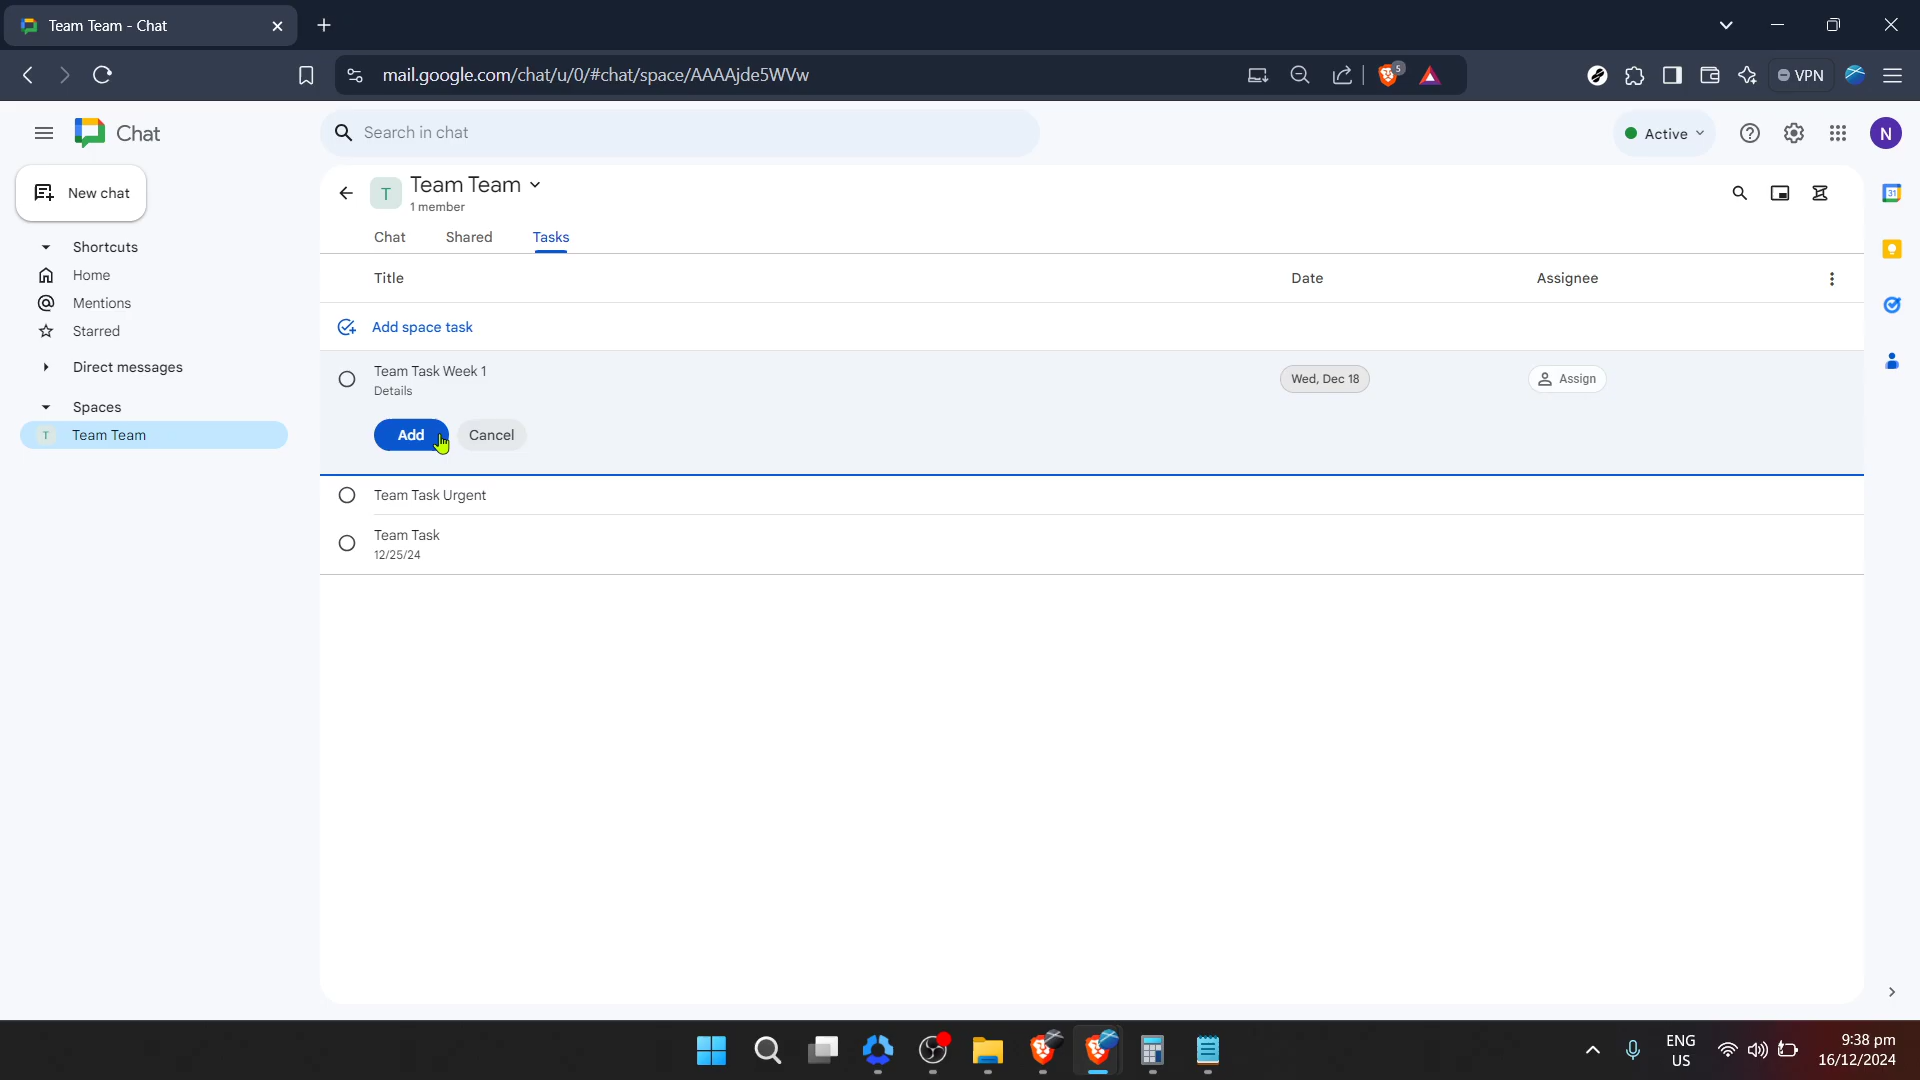 Team Team - Chat
mail.google.com/chat/u/0/#chat/space/AAAAjde5WVw
5
VPN
Chat
Search in chat
Active
N
New chat
T
Team Team
1 member
Chat
Shared
Tasks
31
Shortcuts
Home
Mentions
Starred
Direct messages
Spaces
T
Team Team
Title
Date
Assignee
Add space task
Team Task Week 1
Details
Wed, Dec 18
Assign
Add
Cancel
Team Task Urgent
Team Task
12/25/24
ENG
US
9:38 pm
16/12/2024